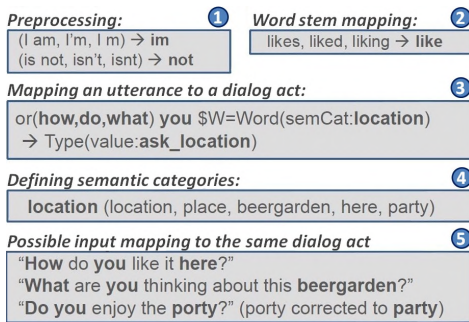 Preprocessing: 1
(I am, I'm, I m) → im
(is not, isn't, isnt) → not
Word stem mapping: 2
likes, liked, liking → like
Mapping an utterance to a dialog act: 3
or(how,do,what) you $W=Word(semCat:location)
→ Type(value:ask_location)
Defining semantic categories: 4
location (location, place, beergarden, here, party)
Possible input mapping to the same dialog act 5
“How do you like it here?”
“What are you thinking about this beergarden?”
“Do you enjoy the porty?” (porty corrected to party)